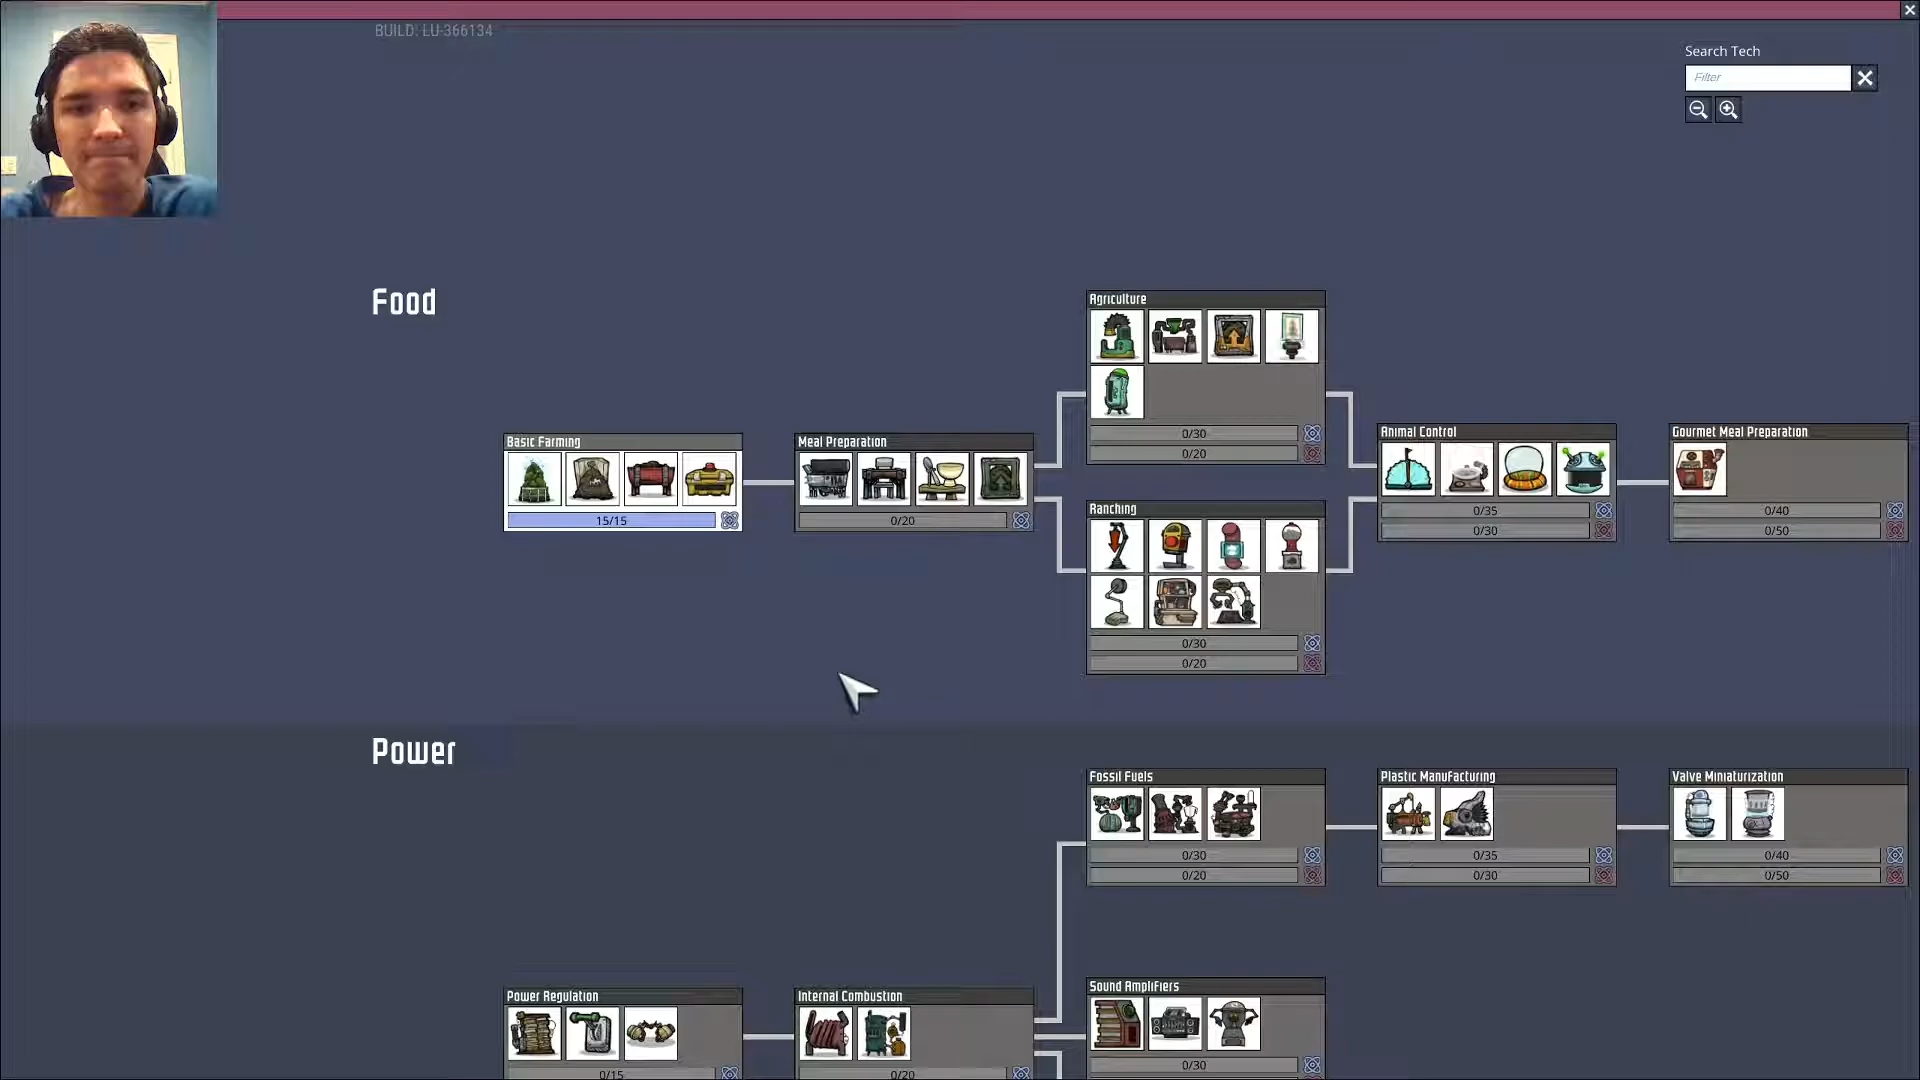 BUILD: LU-366134
Search Tech
Filter
Food
Agriculture
0/30
0/20
Basic Farming
15/15
Meal Preparation
0/20
Animal Control
0/35
0/30
Gourmet Meal Preparation
0/40
0/50
Ranching
0/30
0/20
Power
Fossil Fuels
0/30
0/20
Plastic Manufacturing
0/35
0/30
Valve Miniaturization
0/40
0/50
Power Regulation
0/15
Internal Combustion
0/20
Sound Amplifiers
0/30